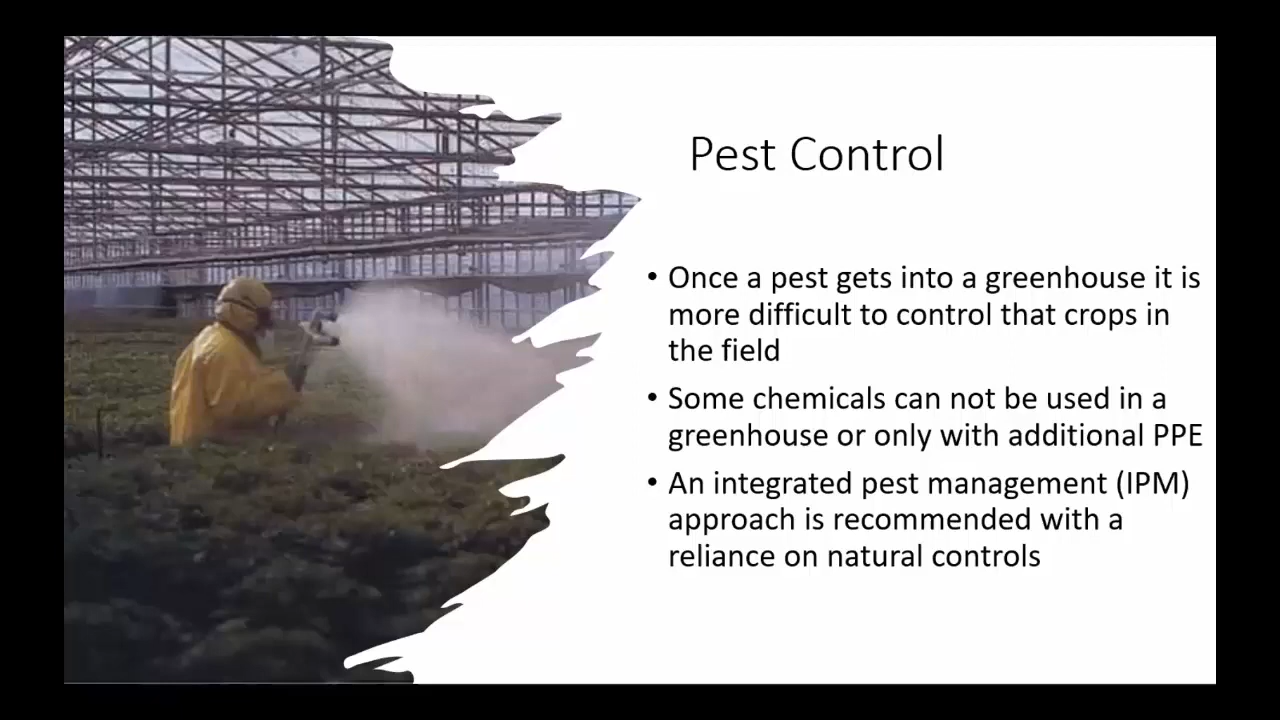 Pest Control
• Once a pest gets into a greenhouse it is
more difficult to control that crops in
the field
• Some chemicals can not be used in a
greenhouse or only with additional PPE
• An integrated pest management (IPM)
approach is recommended with a
reliance on natural controls